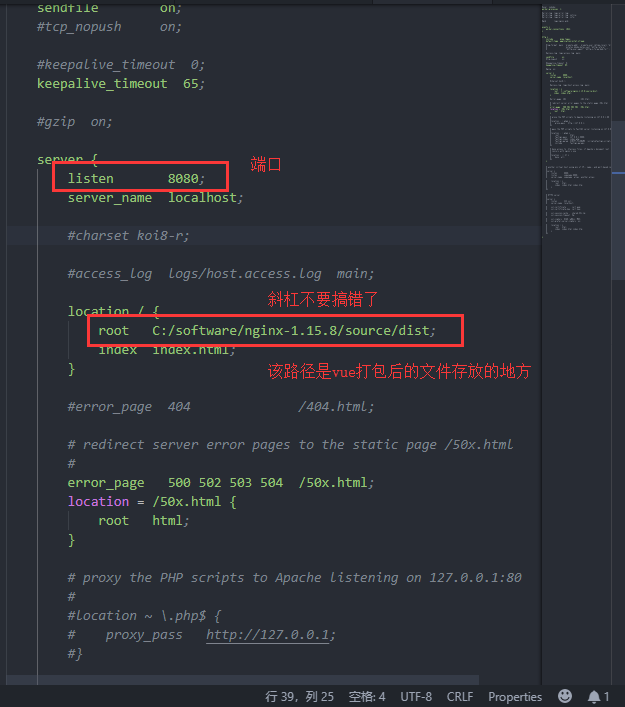 sendfile        on;
#tcp_nopush     on;
#keepalive_timeout  0;
keepalive_timeout  65;
#gzip  on;
server {
listen       8080;
端口
server_name  localhost;
#charset koi8-r;
#access_log  logs/host.access.log  main;
斜杠不要搞错了
location / {
root   C:/software/nginx-1.15.8/source/dist;
index  index.html;
}
该路径是vue打包后的文件存放的地方
#error_page  404              /404.html;
# redirect server error pages to the static page /50x.html
#
error_page   500 502 503 504  /50x.html;
location = /50x.html {
root   html;
}
# proxy the PHP scripts to Apache listening on 127.0.0.1:80
#
#location ~ \.php$ {
#    proxy_pass   http://127.0.0.1;
#}
行 39，列 25  空格: 4  UTF-8  CRLF  Properties  1